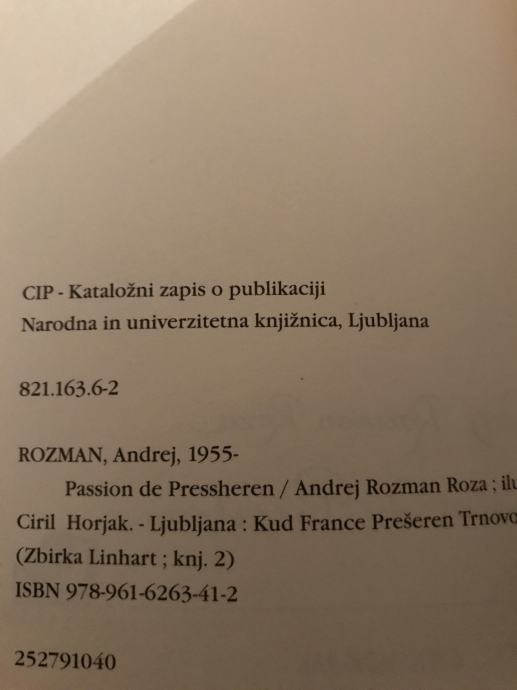 CIP - Kataložni zapis o publikaciji
Narodna in univerzitetna knjižnica, Ljubljana
821.163.6-2
ROZMAN, Andrej, 1955-
Passion de Pressheren / Andrej Rozman Roza ;
Ciril Horjak. - Ljubljana : Kud France Prešeren Trnovo
(Zbirka Linhart ; knj. 2)
ISBN 978-961-6263-41-2
252791040